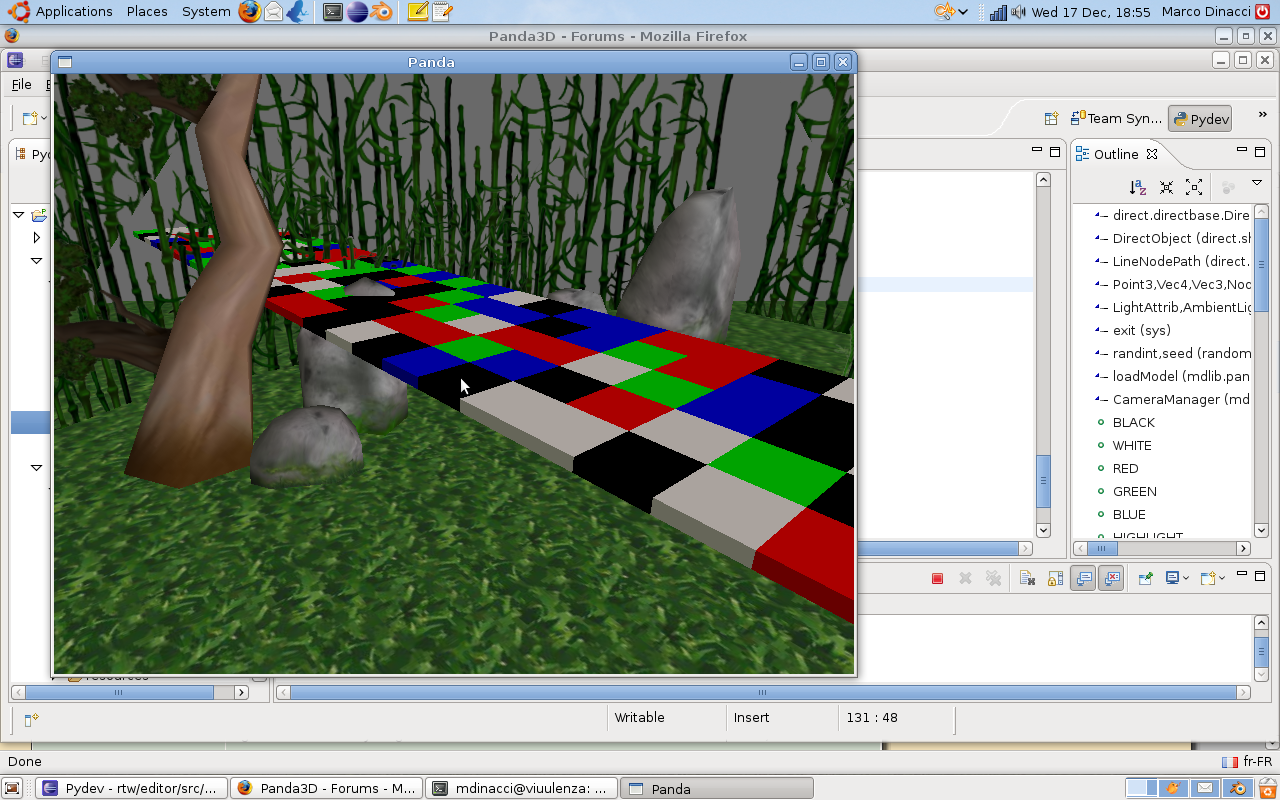 Applications Places System Wed 17 Dec, 18:55 Marco Dinacci
Panda3D - Forums - Mozilla Firefox
Panda
File
Team Syn... Pydev
Outline
direct.directbase.Dire
DirectObject (direct.sh
LineNodePath (direct.
Point3,Vec4,Vec3,Noc
LightAttrib,AmbientLig
exit (sys)
randint,seed (random
loadModel (mdlib.pan
CameraManager (md
BLACK
WHITE
RED
GREEN
BLUE
HIGHLIGHT
resources
Writable Insert 131 : 48
Done fr-FR
Pydev - rtw/editor/src/... Panda3D - Forums - M... mdinacci@viulenza: ... Panda